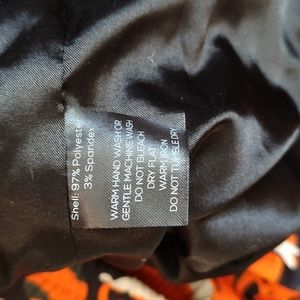 Shell: 97% Polyester
3% Spandex
WARM HAND WASH OR
GENTLE MACHINE WASH
DO NOT BLEACH
DRY FLAT
WARM IRON
DO NOT TUMBLE DRY